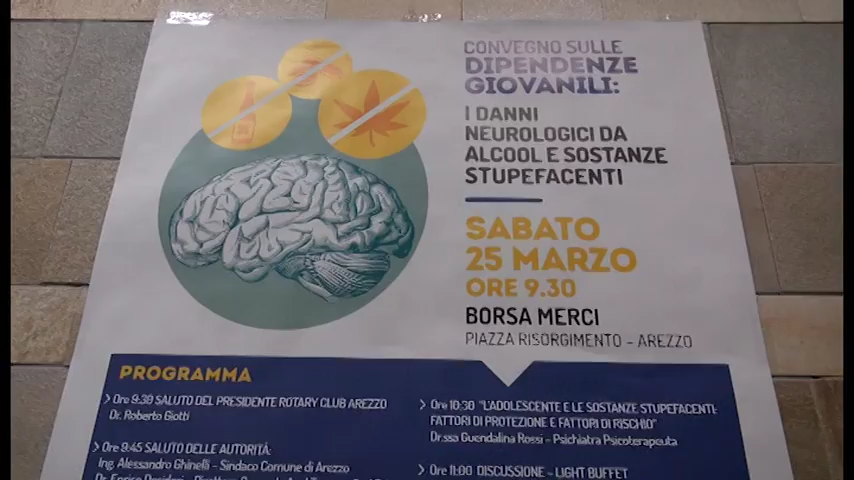 CONVEGNO SULLE
DIPENDENZE
GIOVANILI:
I DANNI
NEUROLOGICI DA
ALCOOL E SOSTANZE
STUPEFACENTI
SABATO
25 MARZO
ORE 9.30
BORSA MERCI
PIAZZA RISORGIMENTO - AREZZO
PROGRAMMA
Ore 9:30 SALUTO DEL PRESIDENTE ROTARY CLUB AREZZO
Dr. Roberto Giotti
Ore 9:45 SALUTO DELLE AUTORITÀ:
Ing. Alessandro Ghinelli - Sindaco Comune di Arezzo
Ore 10:30 "L'ADOLESCENTE E LE SOSTANZE STUPEFACENTI:
FATTORI DI PROTEZIONE E FATTORI DI RISCHIO"
Dr.ssa Guendalina Rossi - Psichiatra Psicoterapeuta
Ore 11:00 DISCUSSIONE - LIGHT BUFFET